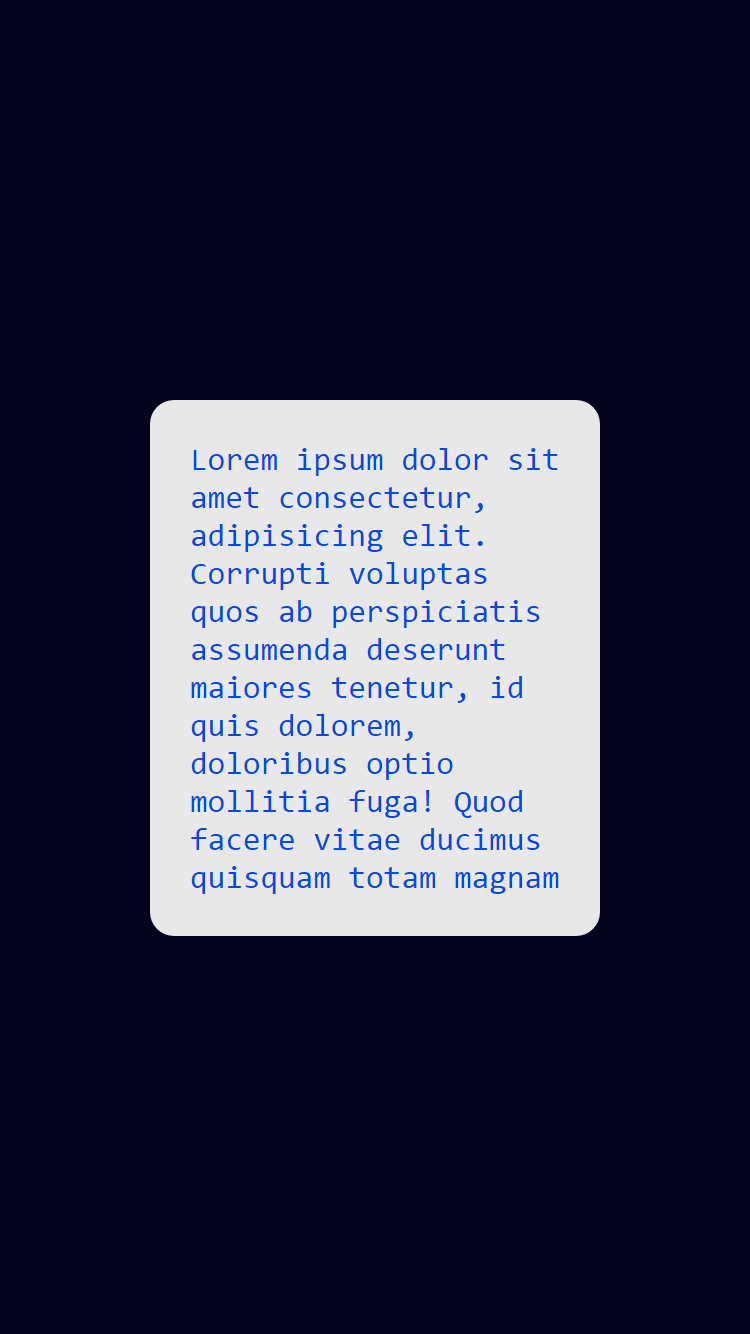 Lorem ipsum dolor sit
amet consectetur,
adipisicing elit.
Corrupti voluptas
quos ab perspiciatis
assumenda deserunt
maiores tenetur, id
quis dolorem,
doloribus optio
mollitia fuga! Quod
facere vitae ducimus
quisquam totam magnam